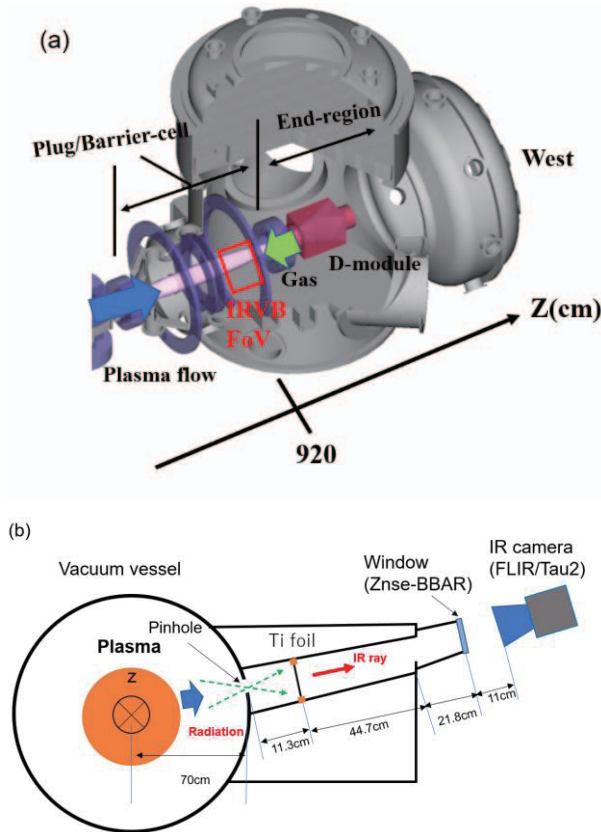 (a)
End-region
Plug/Barrier-cell
West
Gas
D-module
IRVB
FoV
Z(cm)
Plasma flow
920
(b)
IR camera
(FLIR/Tau2)
Window
(Znse-BBAR)
Vacuum vessel
Pinhole
Plasma
Ti foil
Z
IR ray
Radiation
11.3cm
44.7cm
21.8cm
11cm
70cm